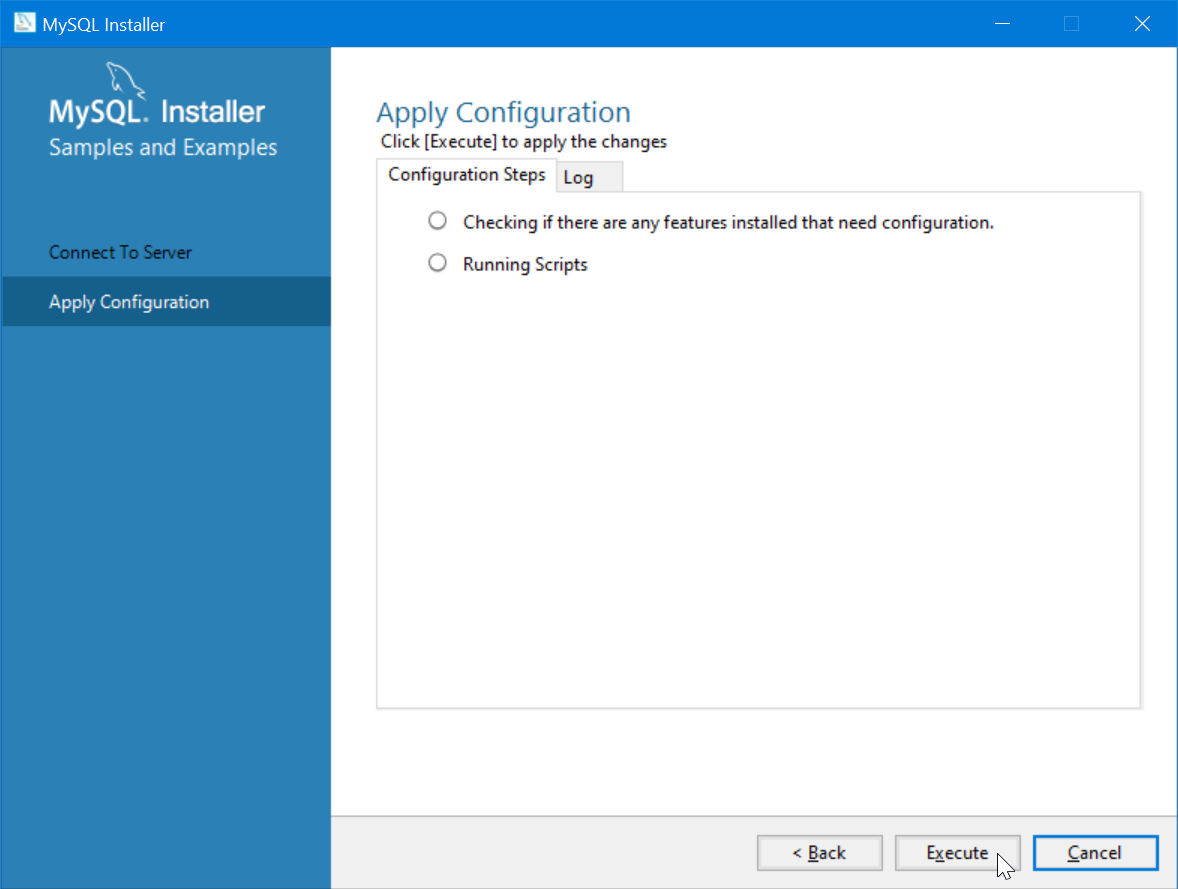 MySQL Installer
MySQL. Installer
Samples and Examples
Connect To Server
Apply Configuration
Apply Configuration
Click [Execute] to apply the changes
Configuration Steps
Log
Checking if there are any features installed that need configuration.
Running Scripts
< Back
Execute
Cancel